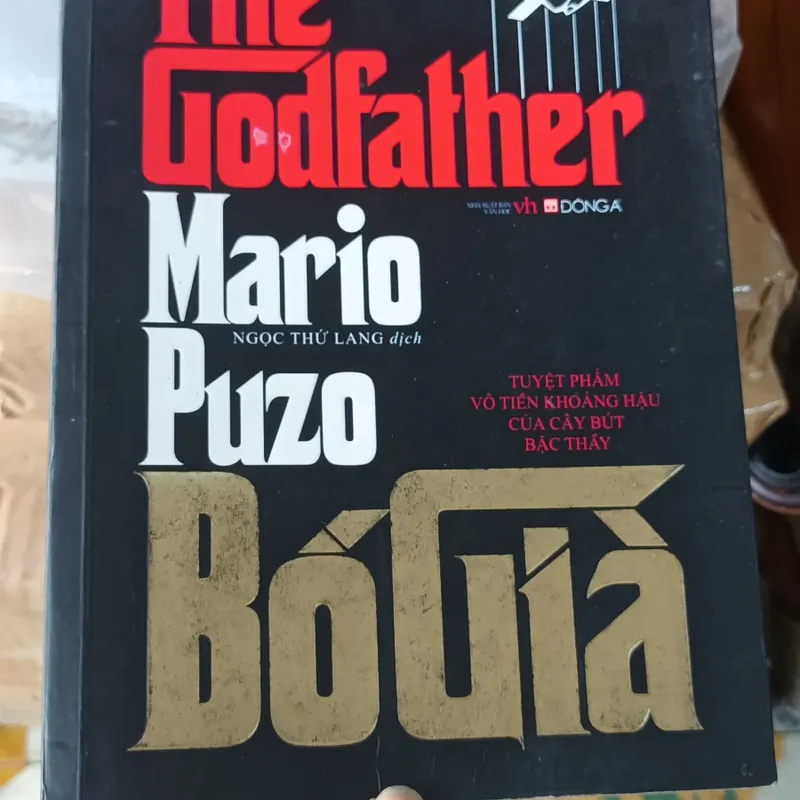 The
Godfather
NHÀ XUẤT BẢN
VĂN HỌC
vh ĐÔNG A
Mario
NGỌC THỨ LANG dịch
Puzo
TUYỆT PHẨM
VÔ TIỀN KHOÁNG HẬU
CỦA CÂY BÚT
BẬC THẦY
Bố Già